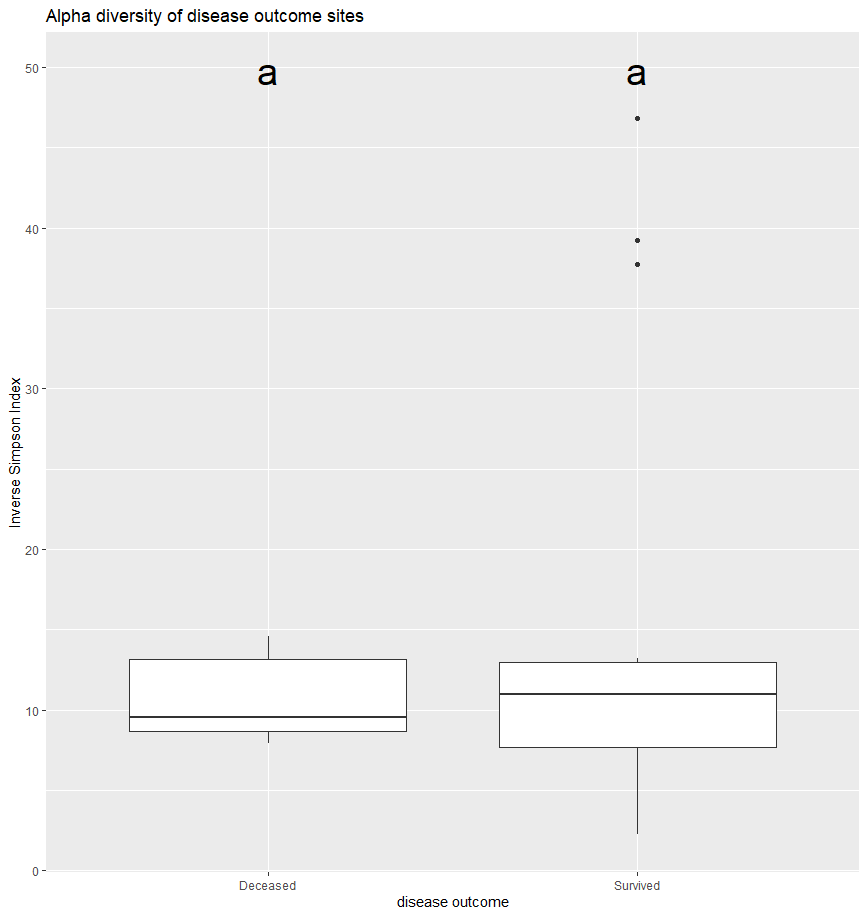 Alpha diversity of disease outcome sites
50
a
a
40
30
20
10
0
Inverse Simpson Index
Deceased
Survived
disease outcome